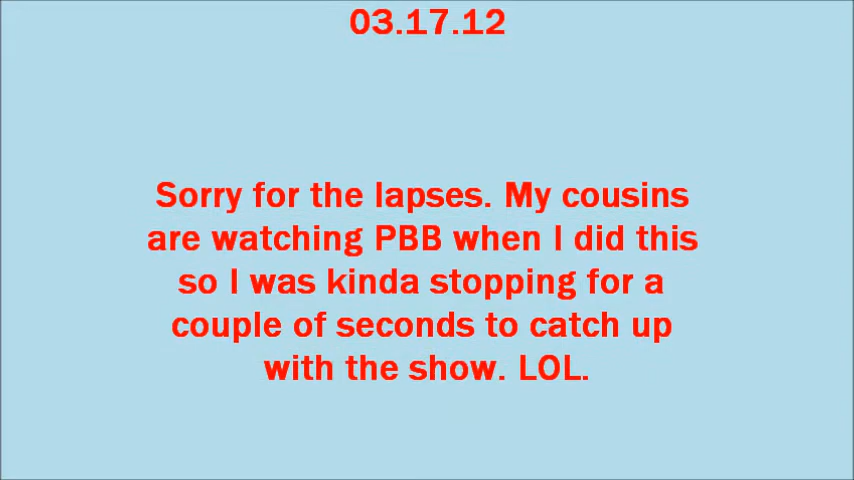 03.17.12
Sorry for the lapses. My cousins
are watching PBB when I did this
so I was kinda stopping for a
couple of seconds to catch up
with the show. LOL.